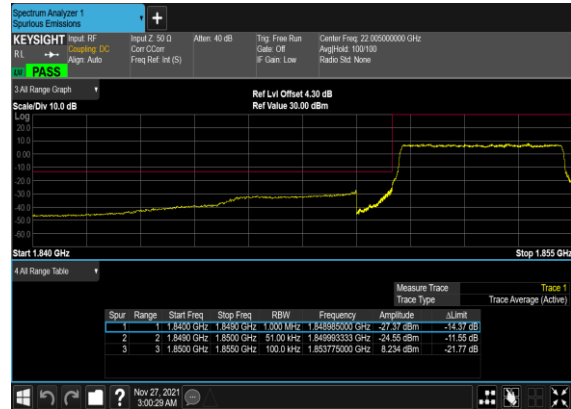 Spectrum Analyzer 1
Spurious Emissions
KEYSIGHT Input: RF Input Z: 50 Ω Atten: 40 dB Trig: Free Run Center Freq: 22.005000000 GHz
RL Coupling: DC Corr CCorr Gate: Off Avg|Hold: 100/100
Align: Auto Freq Ref: Int (S) IF Gain: Low Radio Std: None
LW PASS
3 All Range Graph
Ref Lvl Offset 4.30 dB
Scale/Div 10.0 dB Ref Value 30.00 dBm
Log
20.0
10.0
0.00
-10.0
-20.0
-30.0
-40.0
-50.0
-60.0
Start 1.840 GHz Stop 1.855 GHz
4 All Range Table
Measure Trace Trace 1
Trace Type Trace Average (Active)
Spur Range Start Freq Stop Freq RBW Frequency Amplitude ΔLimit
1 1 1.8400 GHz 1.8490 GHz 1.000 MHz 1.848985000 GHz -27.37 dBm -14.37 dB
2 2 1.8490 GHz 1.8500 GHz 51.00 kHz 1.849993333 GHz -24.55 dBm -11.55 dB
3 3 1.8500 GHz 1.8550 GHz 100.0 kHz 1.853775000 GHz 8.234 dBm -21.77 dB
? Nov 27, 2021
3:00:29 AM